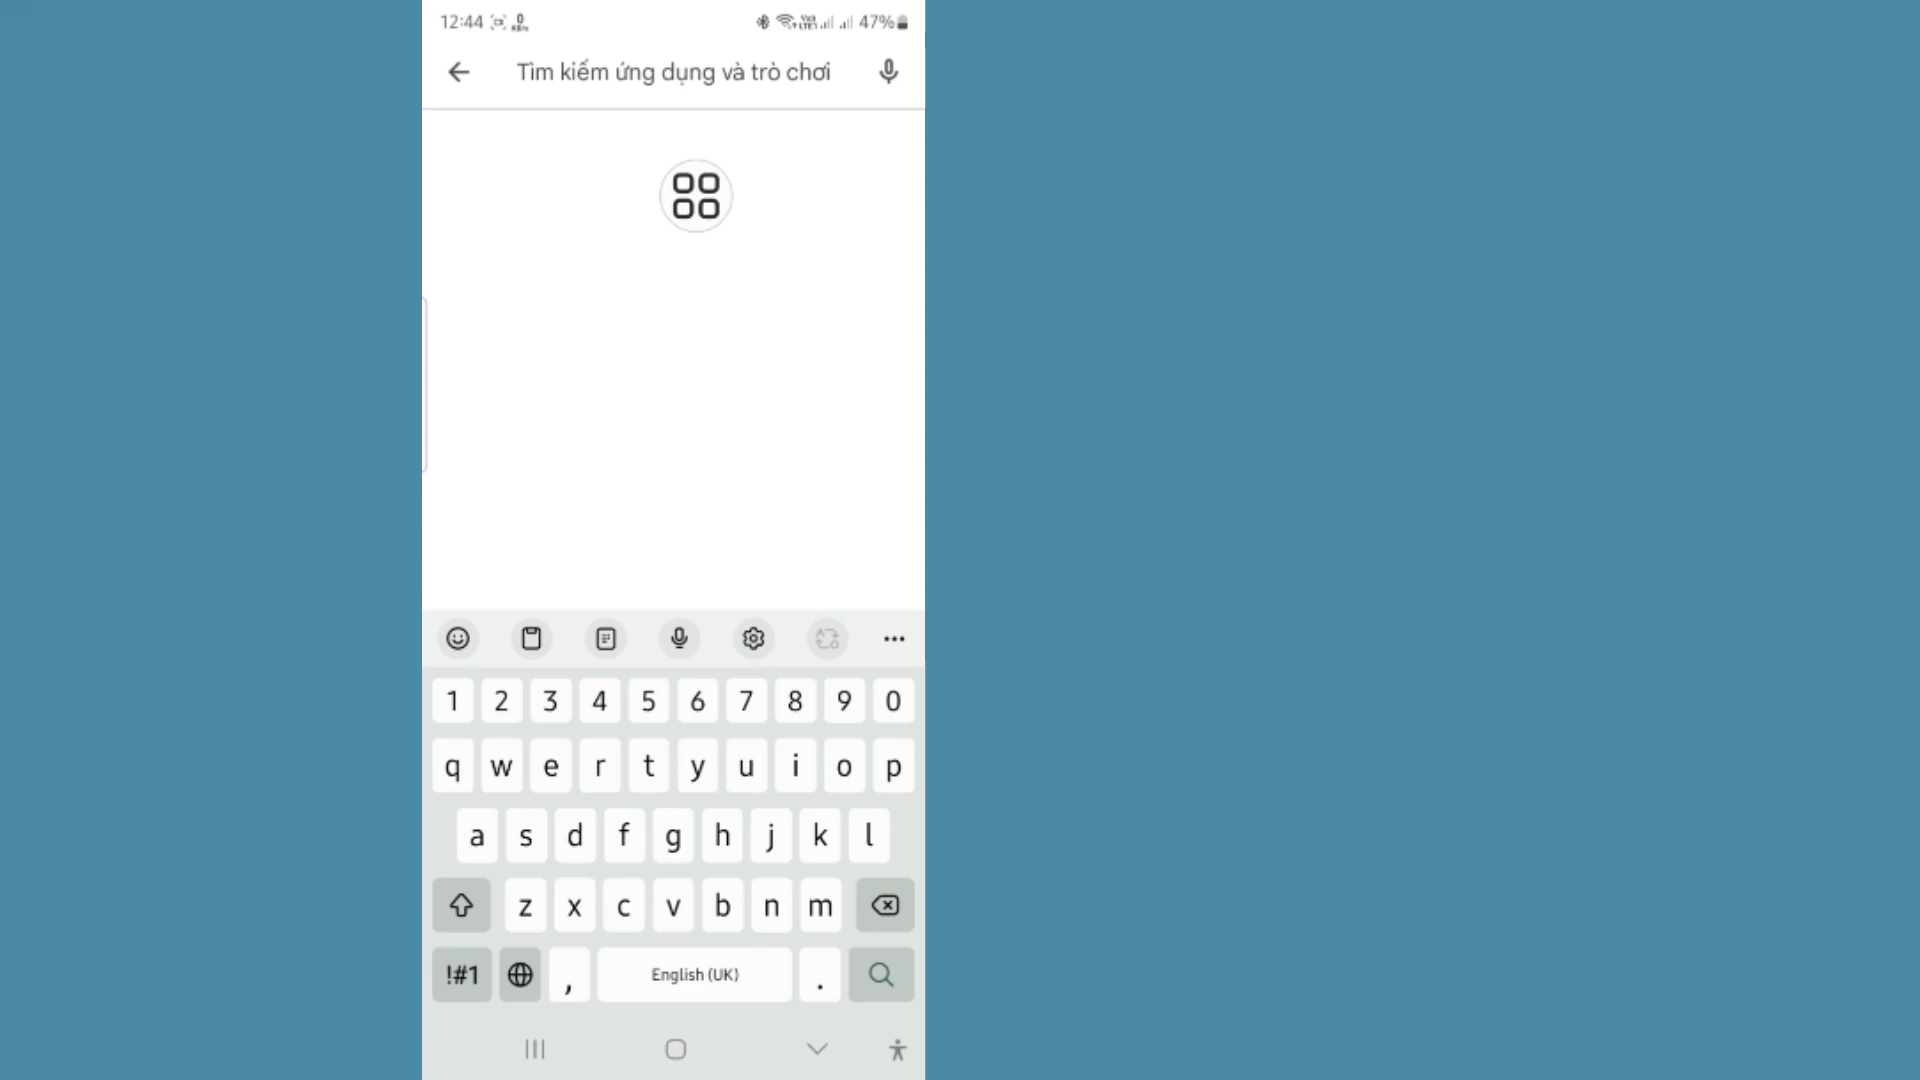 12:44
47%
Tìm kiếm ứng dụng và trò chơi
1 2 3 4 5 6 7 8 9 0
q w e r t y u i o p
a s d f g h j k l
z x c v b n m
!#1 , English (UK) .